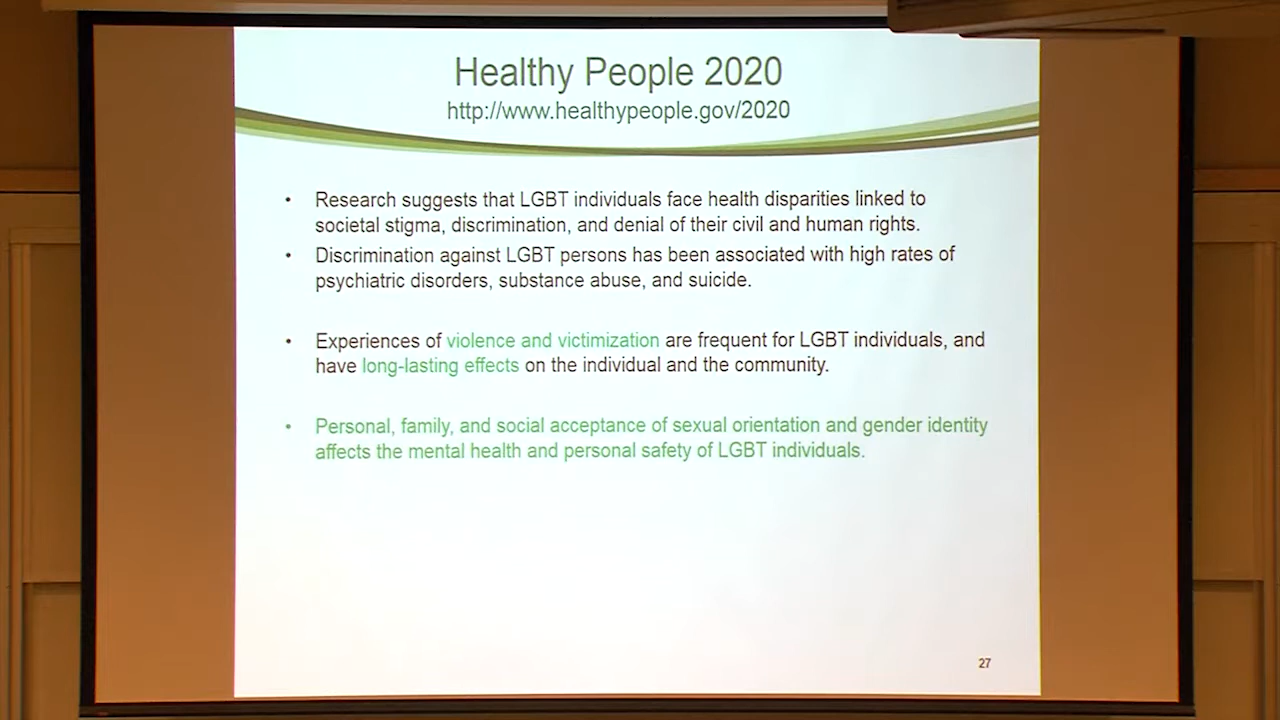 Healthy People 2020
http://www.healthypeople.gov/2020
• Research suggests that LGBT individuals face health disparities linked to
societal stigma, discrimination, and denial of their civil and human rights.
• Discrimination against LGBT persons has been associated with high rates of
psychiatric disorders, substance abuse, and suicide.
• Experiences of violence and victimization are frequent for LGBT individuals, and
have long-lasting effects on the individual and the community.
• Personal, family, and social acceptance of sexual orientation and gender identity
affects the mental health and personal safety of LGBT individuals.
27